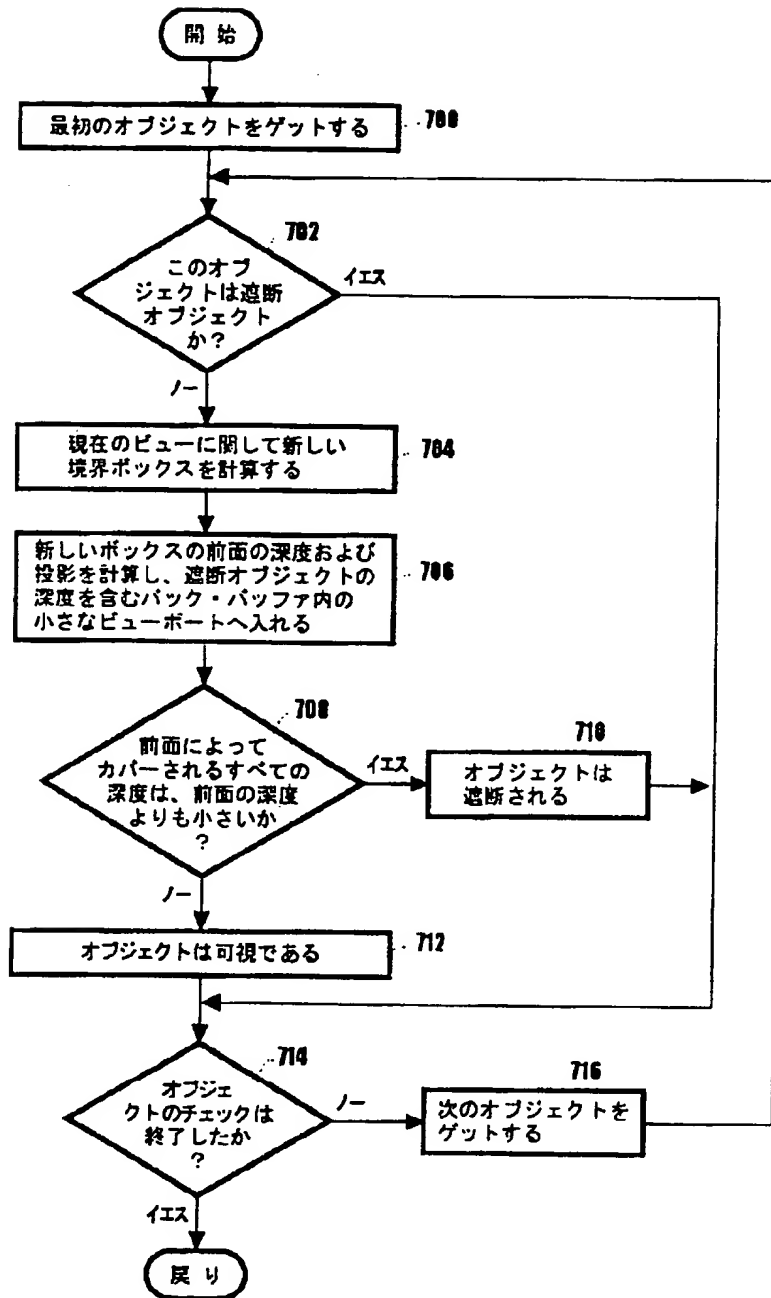 開 始
最初のオブジェクトをゲットする
700
702
このオブ
ジェクトは遮断
オブジェクト
か？
イエス
ノー
現在のビューに関して新しい
境界ボックスを計算する
704
新しいボックスの前面の深度および
投影を計算し、遮断オブジェクトの
深度を含むバック・バッファ内の
小さなビューポートへ入れる
706
708
前面によって
カバーされるすべての
深度は、前面の深度
よりも小さいか
？
イエス
710
オブジェクトは
遮断される
ノー
オブジェクトは可視である
712
714
オブジェ
クトのチェックは
終了したか
？
ノー
716
次のオブジェクトを
ゲットする
イエス
戻 り